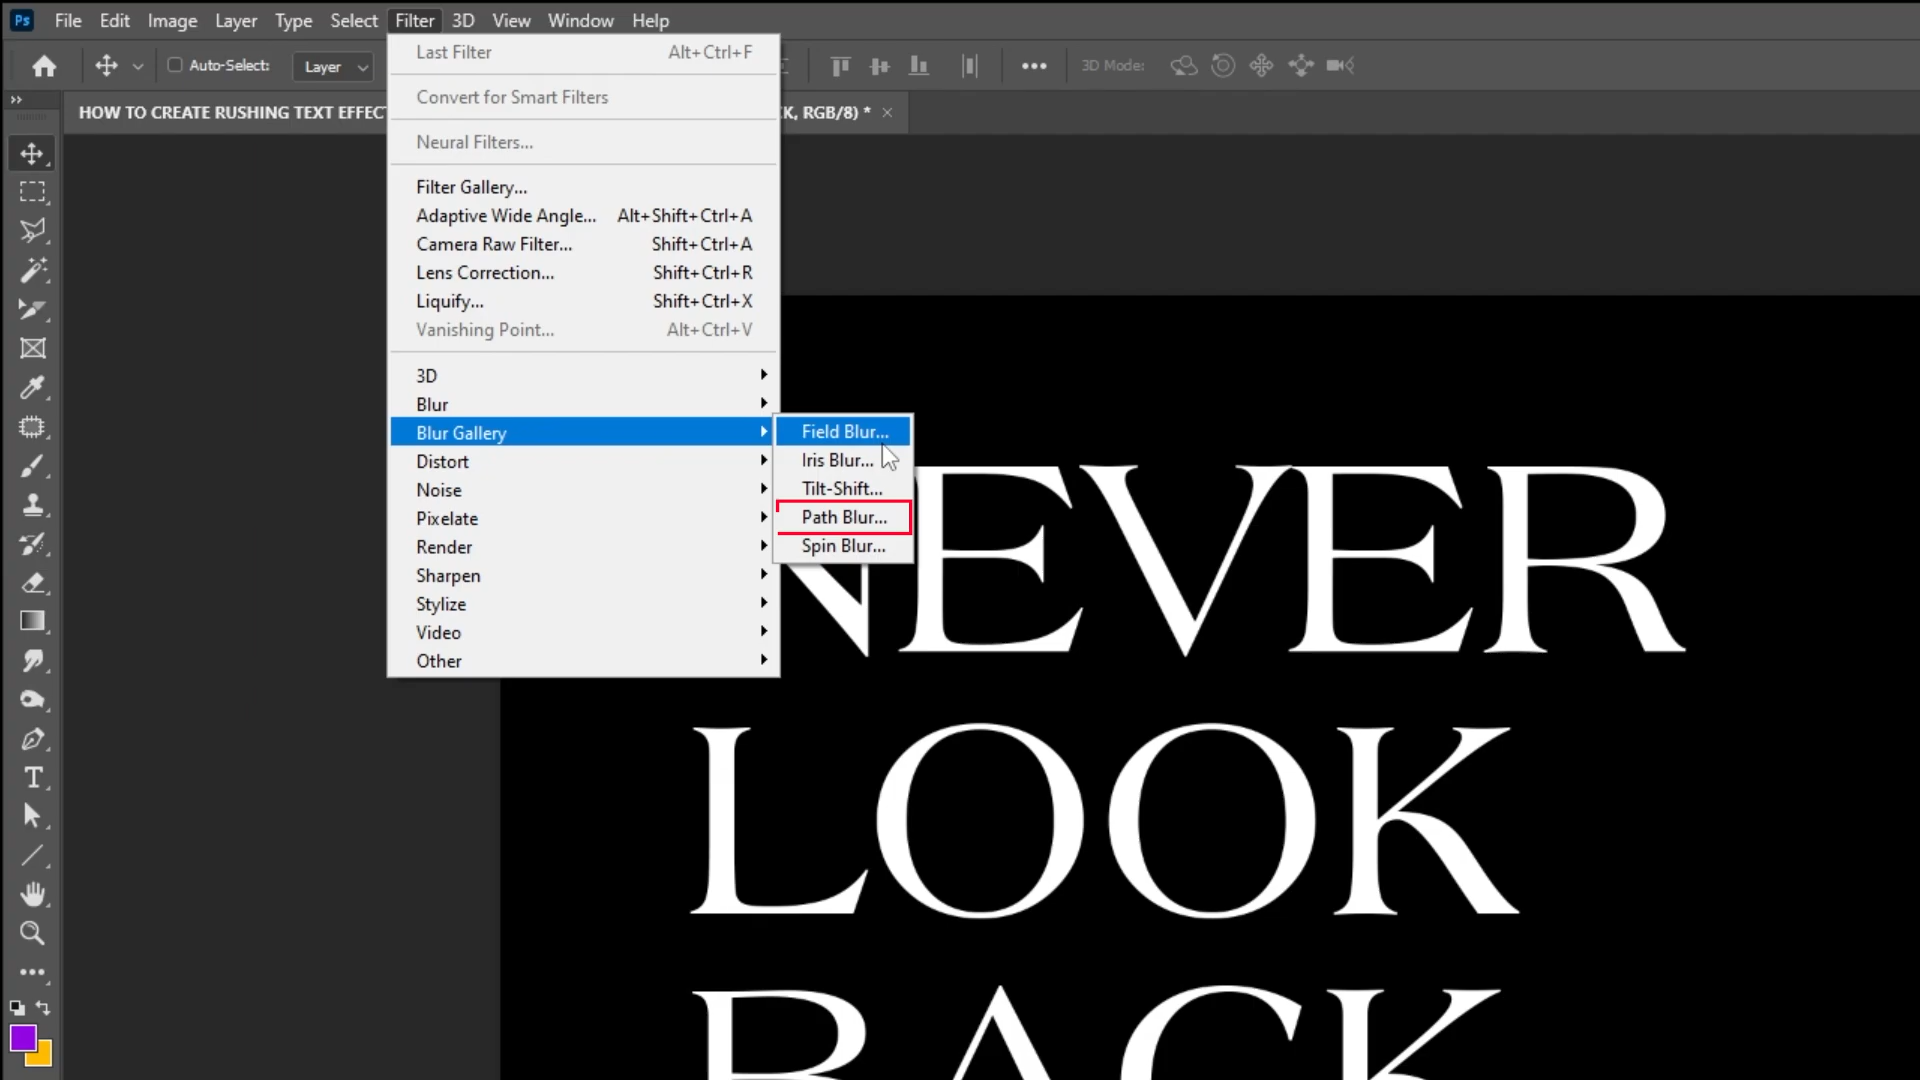 Ps File Edit Image Layer Type Select Filter 3D View Window Help
Auto-Select: Layer 3D Mode:
HOW TO CREATE RUSHING TEXT EFFECT K, RGB/8) * ×
Last Filter Alt+Ctrl+F
Convert for Smart Filters
Neural Filters...
Filter Gallery...
Adaptive Wide Angle... Alt+Shift+Ctrl+A
Camera Raw Filter... Shift+Ctrl+A
Lens Correction... Shift+Ctrl+R
Liquify... Shift+Ctrl+X
Vanishing Point... Alt+Ctrl+V
3D
Blur
Blur Gallery
Distort
Noise
Pixelate
Render
Sharpen
Stylize
Video
Other
Field Blur...
Iris Blur...
Tilt-Shift...
Path Blur...
Spin Blur...
NEVER
LOOK
BACK